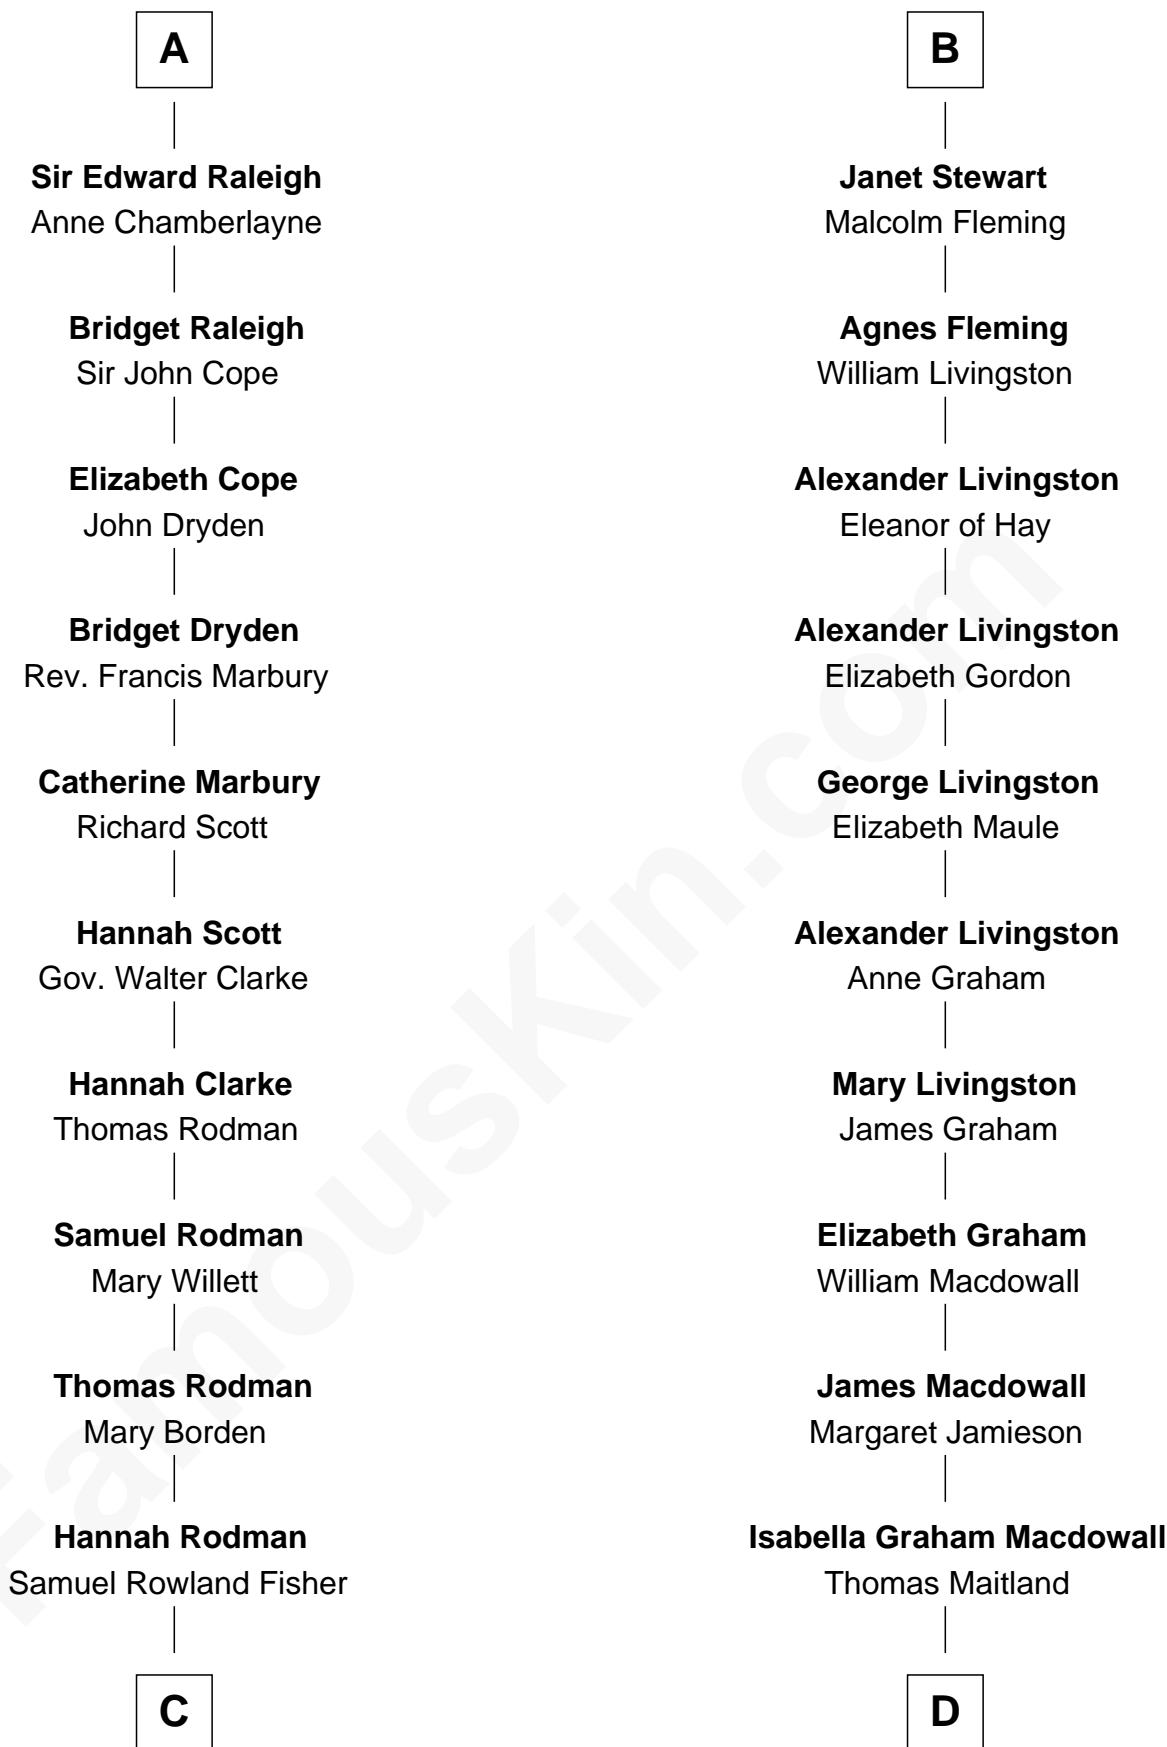 A
Sir Edward Raleigh
Anne Chamberlayne
Bridget Raleigh
Sir John Cope
Elizabeth Cope
John Dryden
Bridget Dryden
Rev. Francis Marbury
Catherine Marbury
Richard Scott
Hannah Scott
Gov. Walter Clarke
Hannah Clarke
Thomas Rodman
Samuel Rodman
Mary Willett
Thomas Rodman
Mary Borden
Hannah Rodman
Samuel Rowland Fisher
C
B
Janet Stewart
Malcolm Fleming
Agnes Fleming
William Livingston
Alexander Livingston
Eleanor of Hay
Alexander Livingston
Elizabeth Gordon
George Livingston
Elizabeth Maule
Alexander Livingston
Anne Graham
Mary Livingston
James Graham
Elizabeth Graham
William Macdowall
James Macdowall
Margaret Jamieson
Isabella Graham Macdowall
Thomas Maitland
D
FamousKin.com